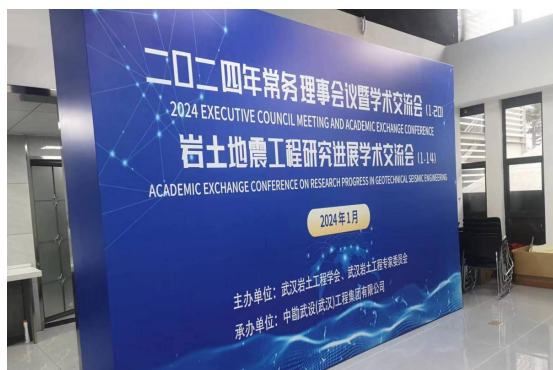 二〇二四年常务理事会议暨学术交流会 (1·20)
2024 EXECUTIVE COUNCIL MEETING AND ACADEMIC EXCHANGE CONFERENCE
岩土地震工程研究进展学术交流会 (1·14)
ACADEMIC EXCHANGE CONFERENCE ON RESEARCH PROGRESS IN GEOTECHNICAL SEISMIC ENGINEERING
2024年1月
主办单位：武汉岩土工程学会、武汉岩土工程专家委员会
承办单位：中勘武设(武汉)工程集团有限公司